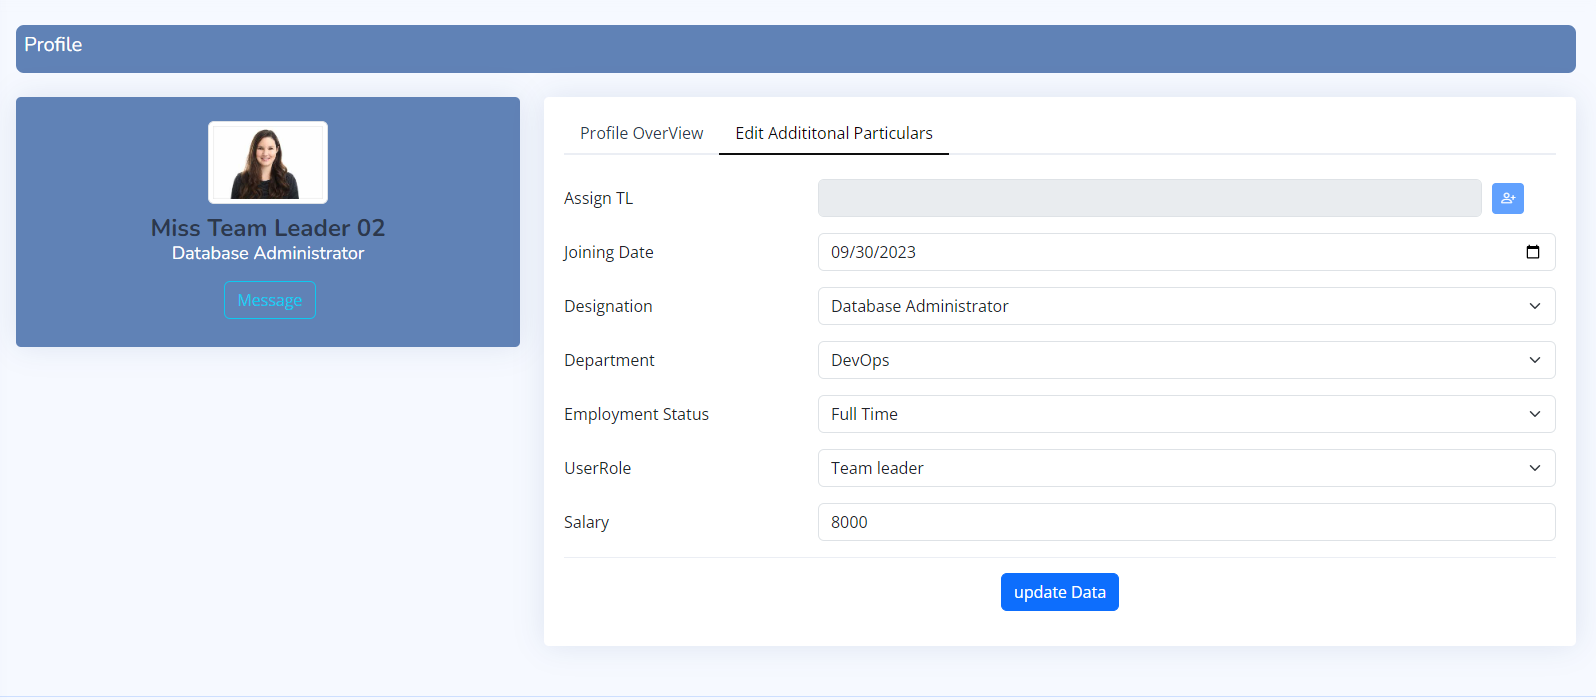 Profile
Miss Team Leader 02
Database Administrator
Message
Profile OverView
Edit Addititonal Particulars
Assign TL
Joining Date
09/30/2023
Designation
Database Administrator
Department
DevOps
Employment Status
Full Time
UserRole
Team leader
Salary
8000
update Data